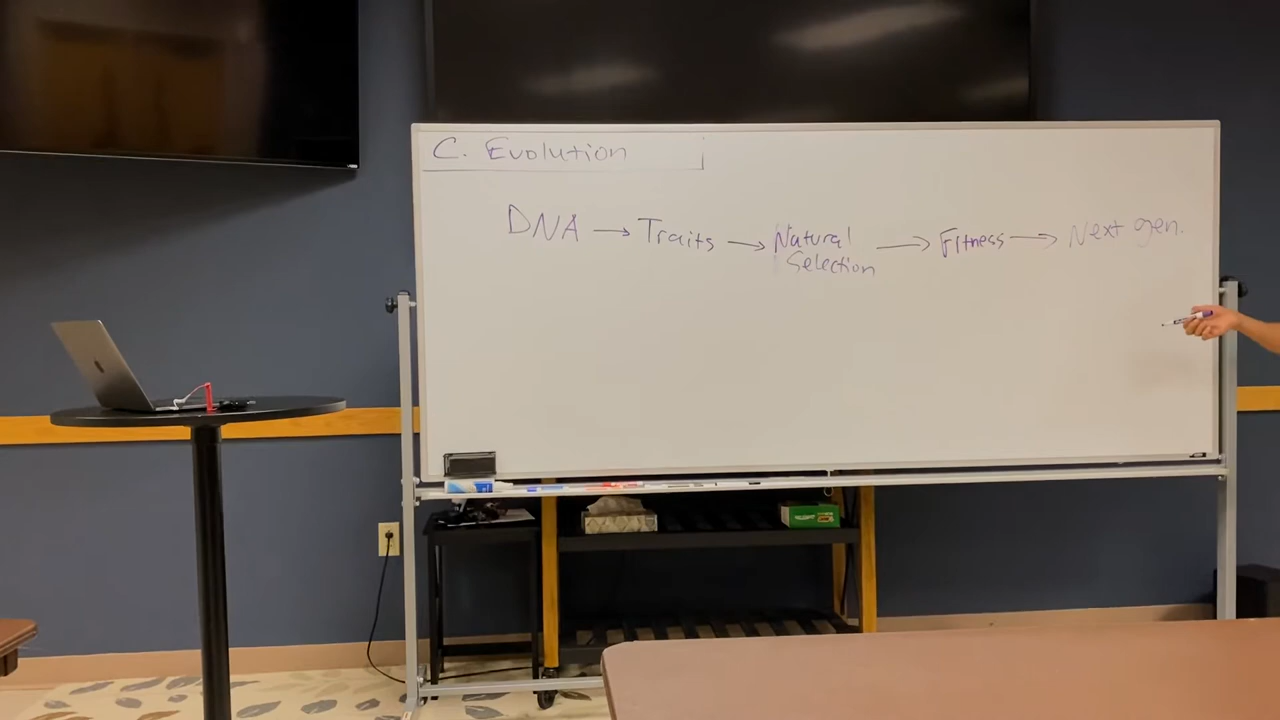 C. Evolution
DNA → Traits → Natural Selection → Fitness → Next gen.